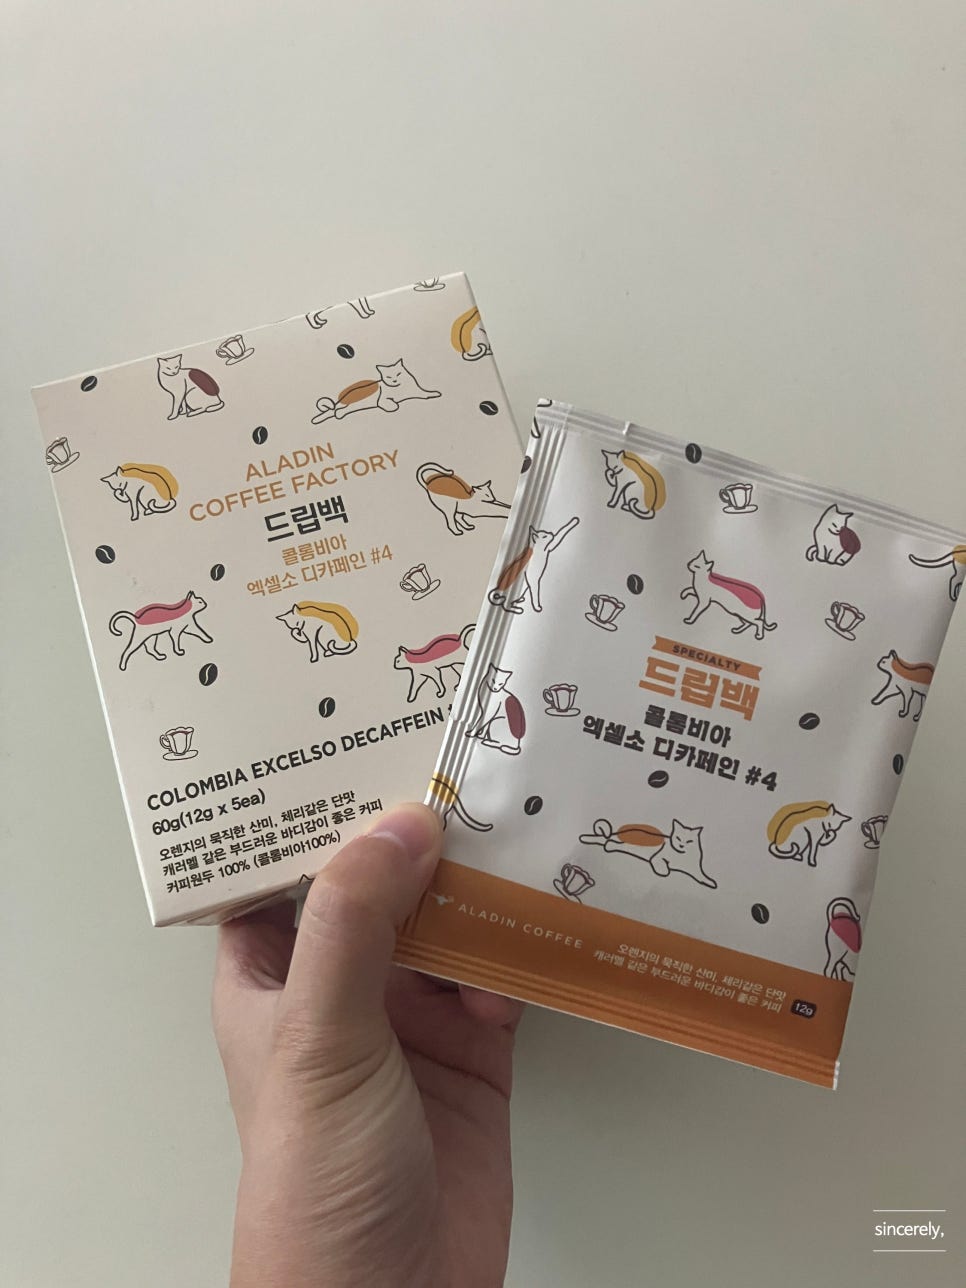 ALADIN
COFFEE FACTORY
드립백
콜롬비아
엑셀소 디카페인 #4
COLOMBIA EXCELSO DECAFFEIN
60g(12g x 5ea)
오렌지의 묵직한 산미, 체리같은 단맛
캐러멜 같은 부드러운 바디감이 좋은 커피
커피원두 100% (콜롬비아100%)
SPECIALTY
드립백
콜롬비아
엑셀소 디카페인 #4
ALADIN COFFEE
오렌지의 묵직한 산미, 체리같은 단맛
캐러멜 같은 부드러운 바디감이 좋은 커피
12g
sincerely,